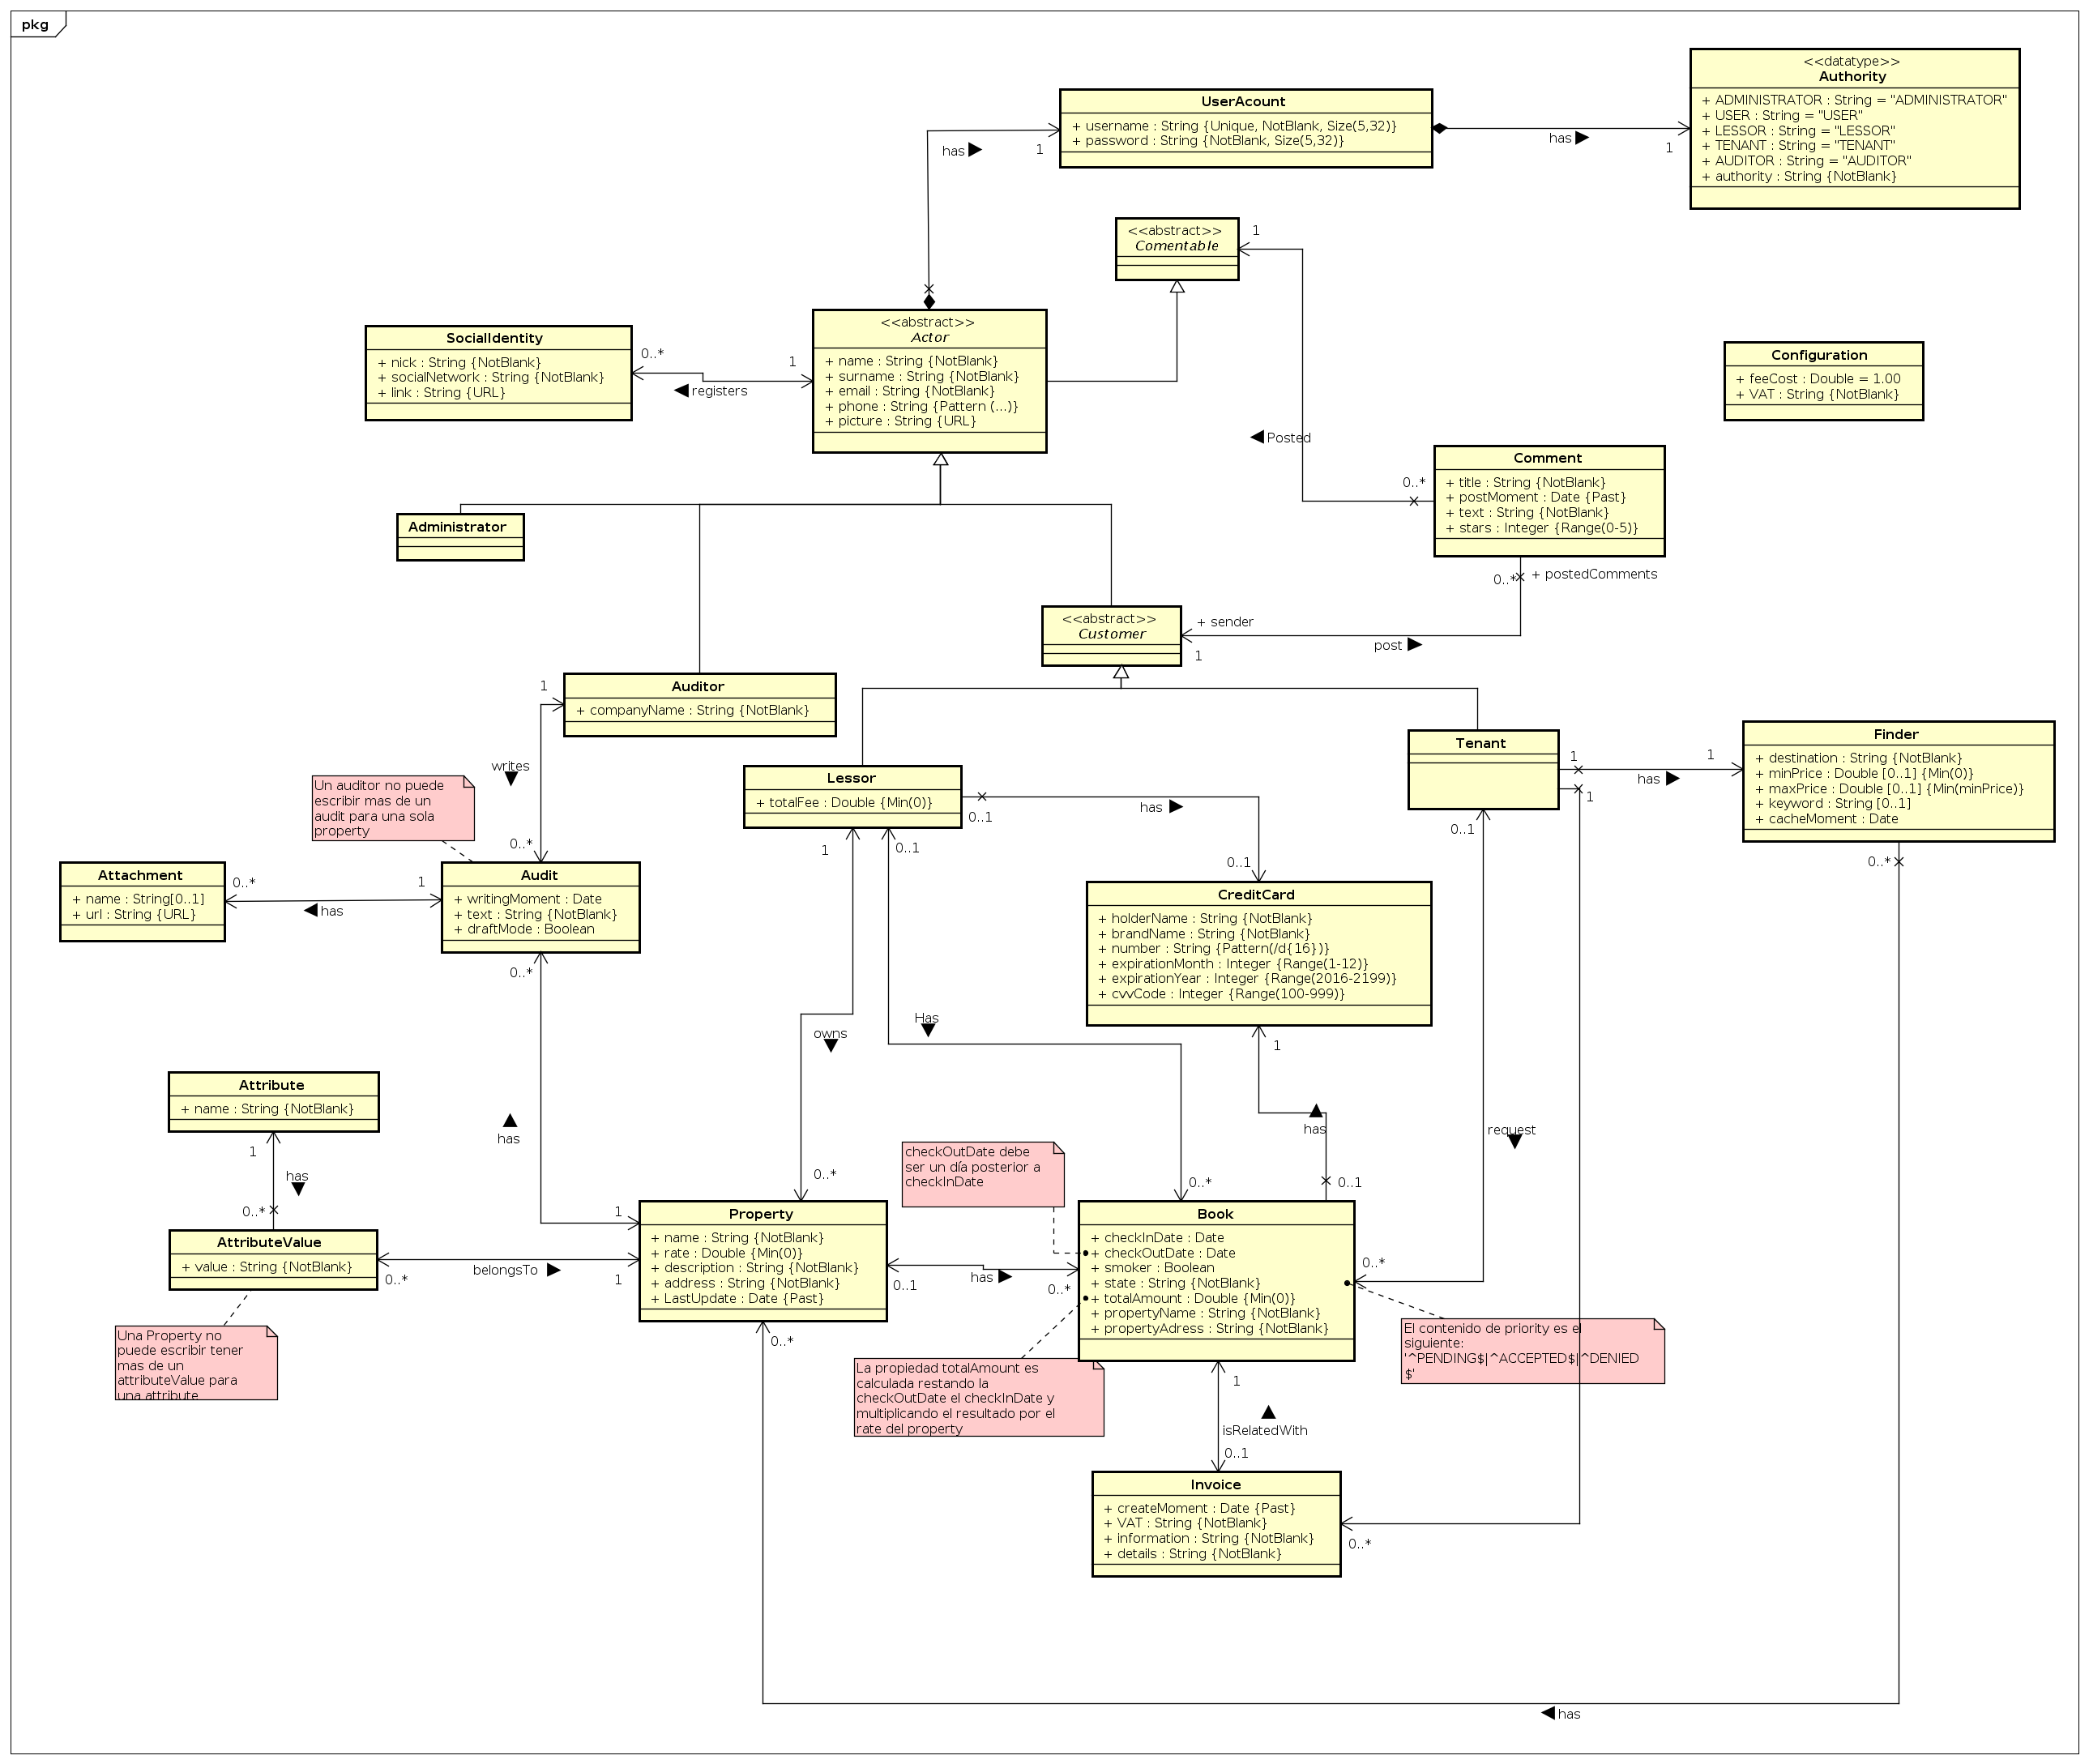 pkg
<<datatype>>
Authority
+ ADMINISTRATOR : String = "ADMINISTRATOR"
+ USER : String = "USER"
+ LESSOR : String = "LESSOR"
+ TENANT : String = "TENANT"
+ AUDITOR : String = "AUDITOR"
+ authority : String {NotBlank}
UserAcount
+ username : String {Unique, NotBlank, Size(5,32)}
+ password : String {NotBlank, Size(5,32)}
has
1
has
1
<<abstract>>
Comentable
1
SocialIdentity
+ nick : String {NotBlank}
+ socialNetwork : String {NotBlank}
+ link : String {URL}
0..*
1
registers
<<abstract>>
Actor
+ name : String {NotBlank}
+ surname : String {NotBlank}
+ email : String {NotBlank}
+ phone : String {Pattern (...)}
+ picture : String {URL}
Configuration
+ feeCost : Double = 1.00
+ VAT : String {NotBlank}
Posted
0..*
Comment
+ title : String {NotBlank}
+ postMoment : Date {Past}
+ text : String {NotBlank}
+ stars : Integer {Range(0-5)}
0..*
+ postedComments
Administrator
<<abstract>>
Customer
+ sender
1
post
Auditor
+ companyName : String {NotBlank}
1
writes
0..*
Un auditor no puede
escribir mas de un
audit para una sola
property
Lessor
+ totalFee : Double {Min(0)}
0..1
has
0..1
Tenant
1
1
has
1
Finder
+ destination : String {NotBlank}
+ minPrice : Double [0..1] {Min(0)}
+ maxPrice : Double [0..1] {Min(minPrice)}
+ keyword : String [0..1]
+ cacheMoment : Date
0..*
Attachment
+ name : String[0..1]
+ url : String {URL}
0..*
1
has
Audit
+ writingMoment : Date
+ text : String {NotBlank}
+ draftMode : Boolean
0..*
1
0..1
0..1
CreditCard
+ holderName : String {NotBlank}
+ brandName : String {NotBlank}
+ number : String {Pattern(/d{16})}
+ expirationMonth : Integer {Range(1-12)}
+ expirationYear : Integer {Range(2016-2199)}
+ cvvCode : Integer {Range(100-999)}
1
owns
Has
has
has
request
Attribute
+ name : String {NotBlank}
1
has
0..*
AttributeValue
+ value : String {NotBlank}
0..*
belongsTo
1
1
0..*
Una Property no
puede escribir tener
mas de un
attributeValue para
una attribute
Property
+ name : String {NotBlank}
+ rate : Double {Min(0)}
+ description : String {NotBlank}
+ address : String {NotBlank}
+ LastUpdate : Date {Past}
0..*
0..1
has
0..*
checkOutDate debe
ser un día posterior a
checkInDate
0..*
0..1
Book
+ checkInDate : Date
+ checkOutDate : Date
+ smoker : Boolean
+ state : String {NotBlank}
+ totalAmount : Double {Min(0)}
+ propertyName : String {NotBlank}
+ propertyAdress : String {NotBlank}
0..*
El contenido de priority es el
siguiente:
'^PENDING$|^ACCEPTED$|^DENIED
$'
La propiedad totalAmount es
calculada restando la
checkOutDate el checkInDate y
multiplicando el resultado por el
rate del property
1
isRelatedWith
0..1
Invoice
+ createMoment : Date {Past}
+ VAT : String {NotBlank}
+ information : String {NotBlank}
+ details : String {NotBlank}
0..*
has